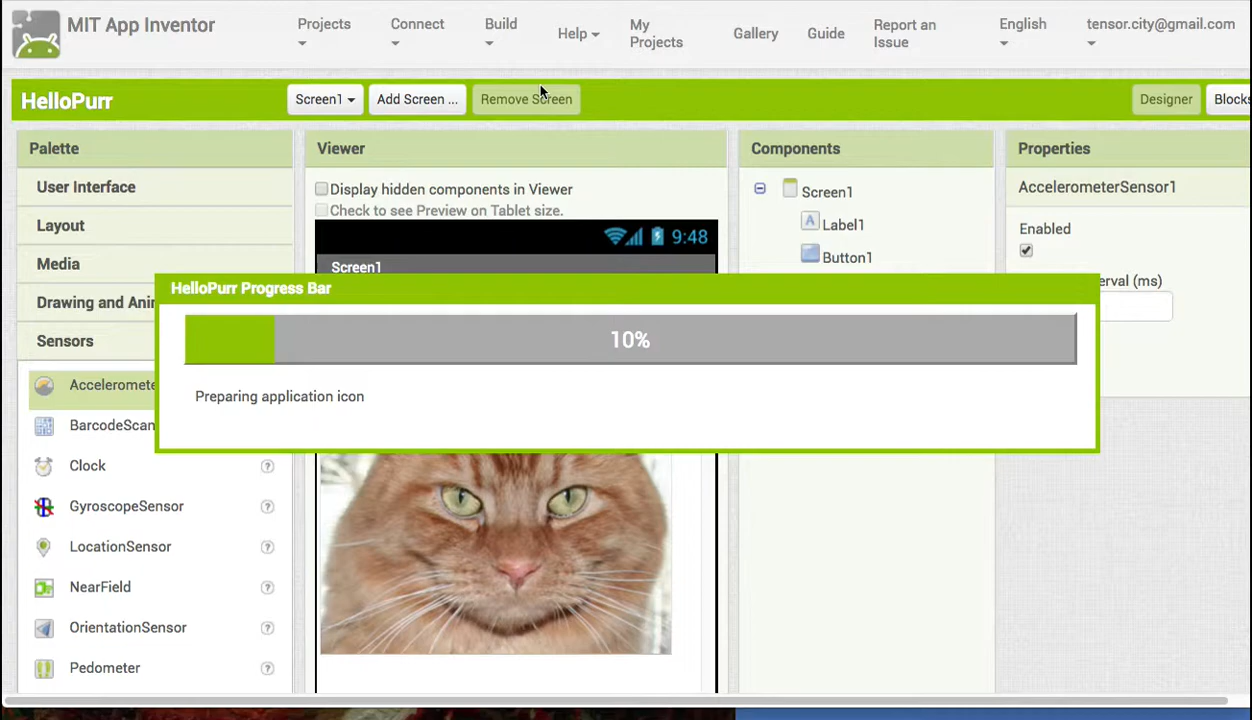 MIT App Inventor
Projects
Connect
Build
Help
My
Projects
Gallery
Guide
Report an
Issue
English
tensor.city@gmail.com
HelloPurr
Screen1
Add Screen ...
Remove Screen
Designer
Blocks
Palette
User Interface
Layout
Media
Drawing and Ani
Sensors
Acceleromete
BarcodeScan
Clock
?
GyroscopeSensor
?
LocationSensor
?
NearField
?
OrientationSensor
?
Pedometer
?
Viewer
Display hidden components in Viewer
Check to see Preview on Tablet size.
9:48
Screen1
Components
Screen1
A Label1
Button1
Properties
AccelerometerSensor1
Enabled
erval (ms)
HelloPurr Progress Bar
10%
Preparing application icon